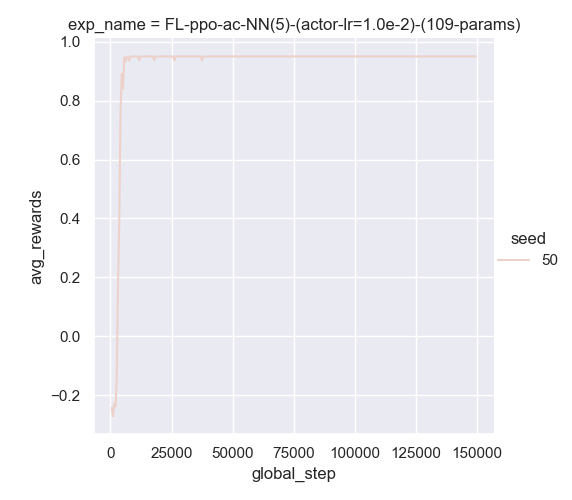 exp_name = FL-ppo-ac-NN(5)-(actor-lr=1.0e-2)-(109-params)
1.0
0.8
0.6
0.4
0.2
0.0
−0.2
avg_rewards
0 25000 50000 75000 100000 125000 150000
global_step
seed
50